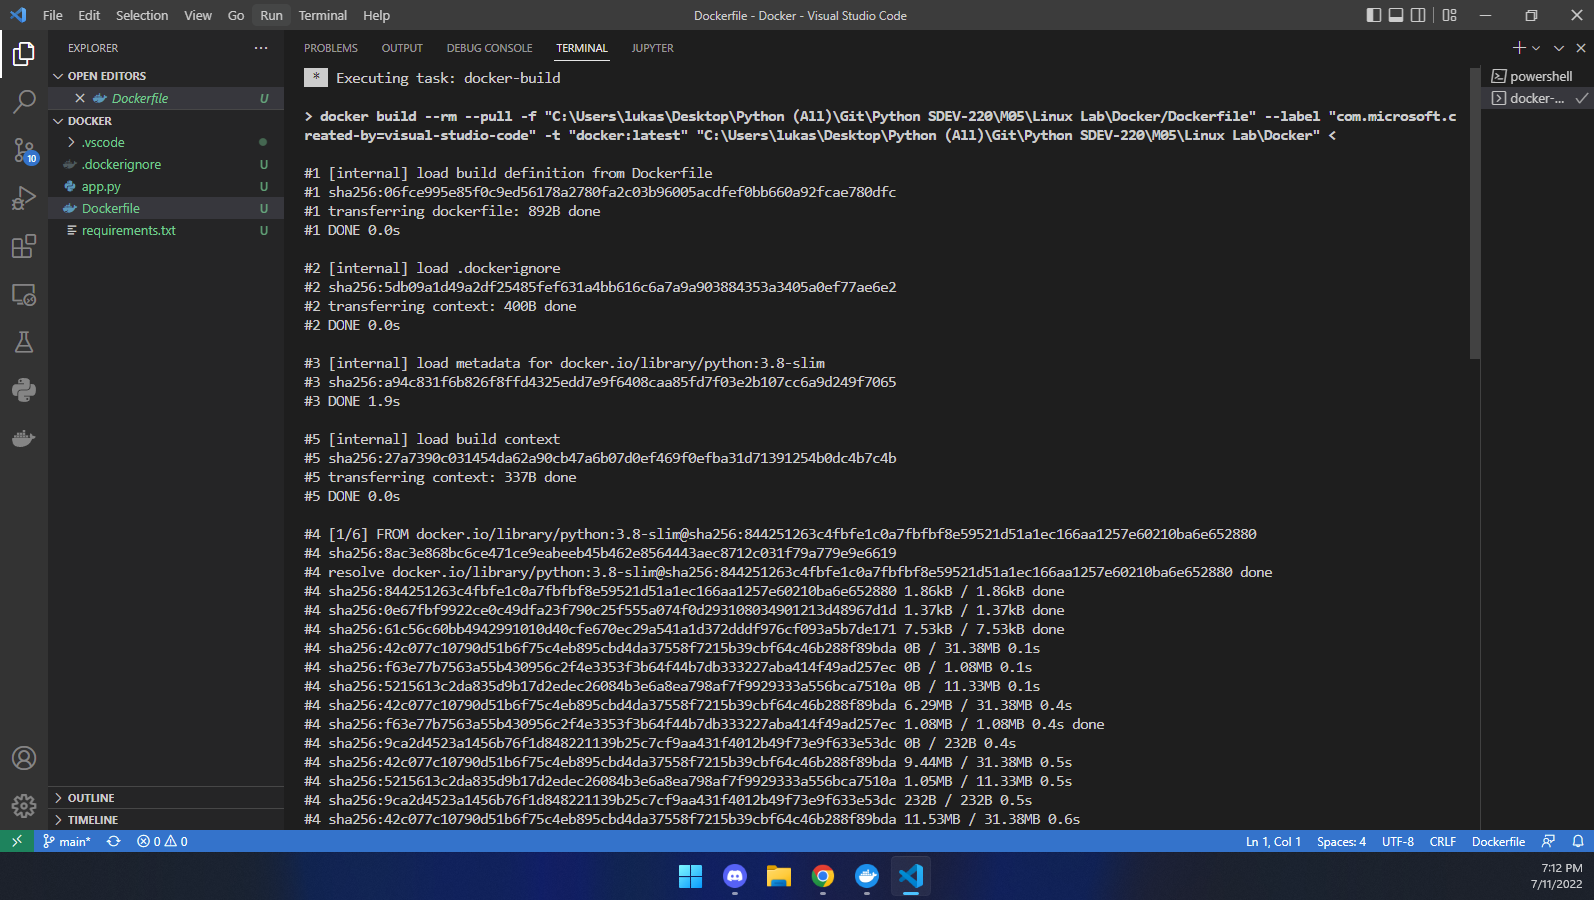 File Edit Selection View Go Run Terminal Help
Dockerfile - Docker - Visual Studio Code
EXPLORER
OPEN EDITORS
Dockerfile U
DOCKER
.vscode
.dockerignore U
app.py U
Dockerfile U
requirements.txt U
OUTLINE
TIMELINE
10
PROBLEMS OUTPUT DEBUG CONSOLE TERMINAL JUPYTER
* Executing task: docker-build
> docker build --rm --pull -f "C:\Users\lukas\Desktop\Python (All)\Git\Python SDEV-220\M05\Linux Lab\Docker/Dockerfile" --label "com.microsoft.c
reated-by=visual-studio-code" -t "docker:latest" "C:\Users\lukas\Desktop\Python (All)\Git\Python SDEV-220\M05\Linux Lab\Docker" <
#1 [internal] load build definition from Dockerfile
#1 sha256:06fce995e85f0c9ed56178a2780fa2c03b96005acdfef0bb660a92fcae780dfc
#1 transferring dockerfile: 892B done
#1 DONE 0.0s
#2 [internal] load .dockerignore
#2 sha256:5db09a1d49a2df25485fef631a4bb616c6a7a9a903884353a3405a0ef77ae6e2
#2 transferring context: 400B done
#2 DONE 0.0s
#3 [internal] load metadata for docker.io/library/python:3.8-slim
#3 sha256:a94c831f6b826f8ffd4325edd7e9f6408caa85fd7f03e2b107cc6a9d249f7065
#3 DONE 1.9s
#5 [internal] load build context
#5 sha256:27a7390c031454da62a90cb47a6b07d0ef469f0efba31d71391254b0dc4b7c4b
#5 transferring context: 337B done
#5 DONE 0.0s
#4 [1/6] FROM docker.io/library/python:3.8-slim@sha256:844251263c4fbfe1c0a7fbfbf8e59521d51a1ec166aa1257e60210ba6e652880
#4 sha256:8ac3e868bc6ce471ce9eabeeb45b462e8564443aec8712c031f79a779e9e6619
#4 resolve docker.io/library/python:3.8-slim@sha256:844251263c4fbfe1c0a7fbfbf8e59521d51a1ec166aa1257e60210ba6e652880 done
#4 sha256:844251263c4fbfe1c0a7fbfbf8e59521d51a1ec166aa1257e60210ba6e652880 1.86kB / 1.86kB done
#4 sha256:0e67fbf9922ce0c49dfa23f790c25f555a074f0d293108034901213d48967d1d 1.37kB / 1.37kB done
#4 sha256:61c56c60bb4942991010d40cfe670ec29a541a1d372dddf976cf093a5b7de171 7.53kB / 7.53kB done
#4 sha256:42c077c10790d51b6f75c4eb895cbd4da37558f7215b39cbf64c46b288f89bda 0B / 31.38MB 0.1s
#4 sha256:f63e77b7563a55b430956c2f4e3353f3b64f44b7db333227aba414f49ad257ec 0B / 1.08MB 0.1s
#4 sha256:5215613c2da835d9b17d2edec26084b3e6a8ea798af7f9929333a556bca7510a 0B / 11.33MB 0.1s
#4 sha256:42c077c10790d51b6f75c4eb895cbd4da37558f7215b39cbf64c46b288f89bda 6.29MB / 31.38MB 0.4s
#4 sha256:f63e77b7563a55b430956c2f4e3353f3b64f44b7db333227aba414f49ad257ec 1.08MB / 1.08MB 0.4s done
#4 sha256:9ca2d4523a1456b76f1d848221139b25c7cf9aa431f4012b49f73e9f633e53dc 0B / 232B 0.4s
#4 sha256:42c077c10790d51b6f75c4eb895cbd4da37558f7215b39cbf64c46b288f89bda 9.44MB / 31.38MB 0.5s
#4 sha256:5215613c2da835d9b17d2edec26084b3e6a8ea798af7f9929333a556bca7510a 1.05MB / 11.33MB 0.5s
#4 sha256:9ca2d4523a1456b76f1d848221139b25c7cf9aa431f4012b49f73e9f633e53dc 232B / 232B 0.5s
#4 sha256:42c077c10790d51b6f75c4eb895cbd4da37558f7215b39cbf64c46b288f89bda 11.53MB / 31.38MB 0.6s
powershell
docker-...
main* 0 0
Ln 1, Col 1 Spaces: 4 UTF-8 CRLF Dockerfile
7:12 PM
7/11/2022